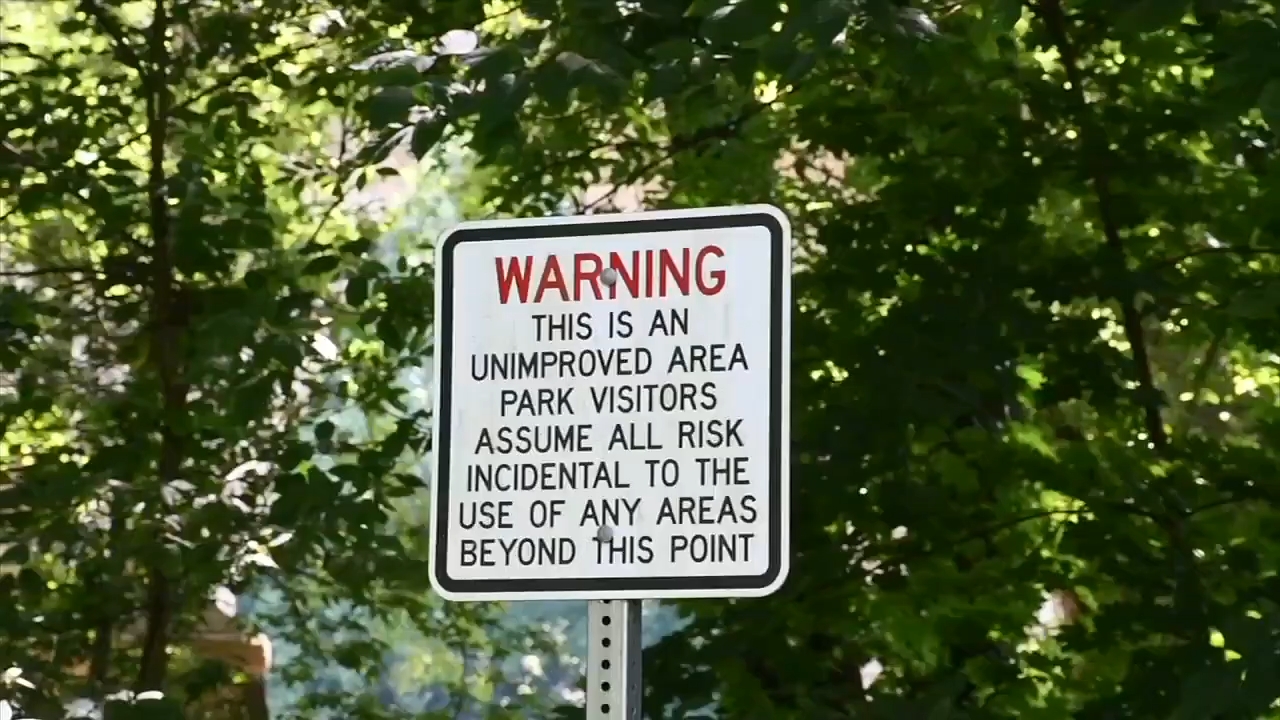 WARNING
THIS IS AN
UNIMPROVED AREA
PARK VISITORS
ASSUME ALL RISK
INCIDENTAL TO THE
USE OF ANY AREAS
BEYOND THIS POINT